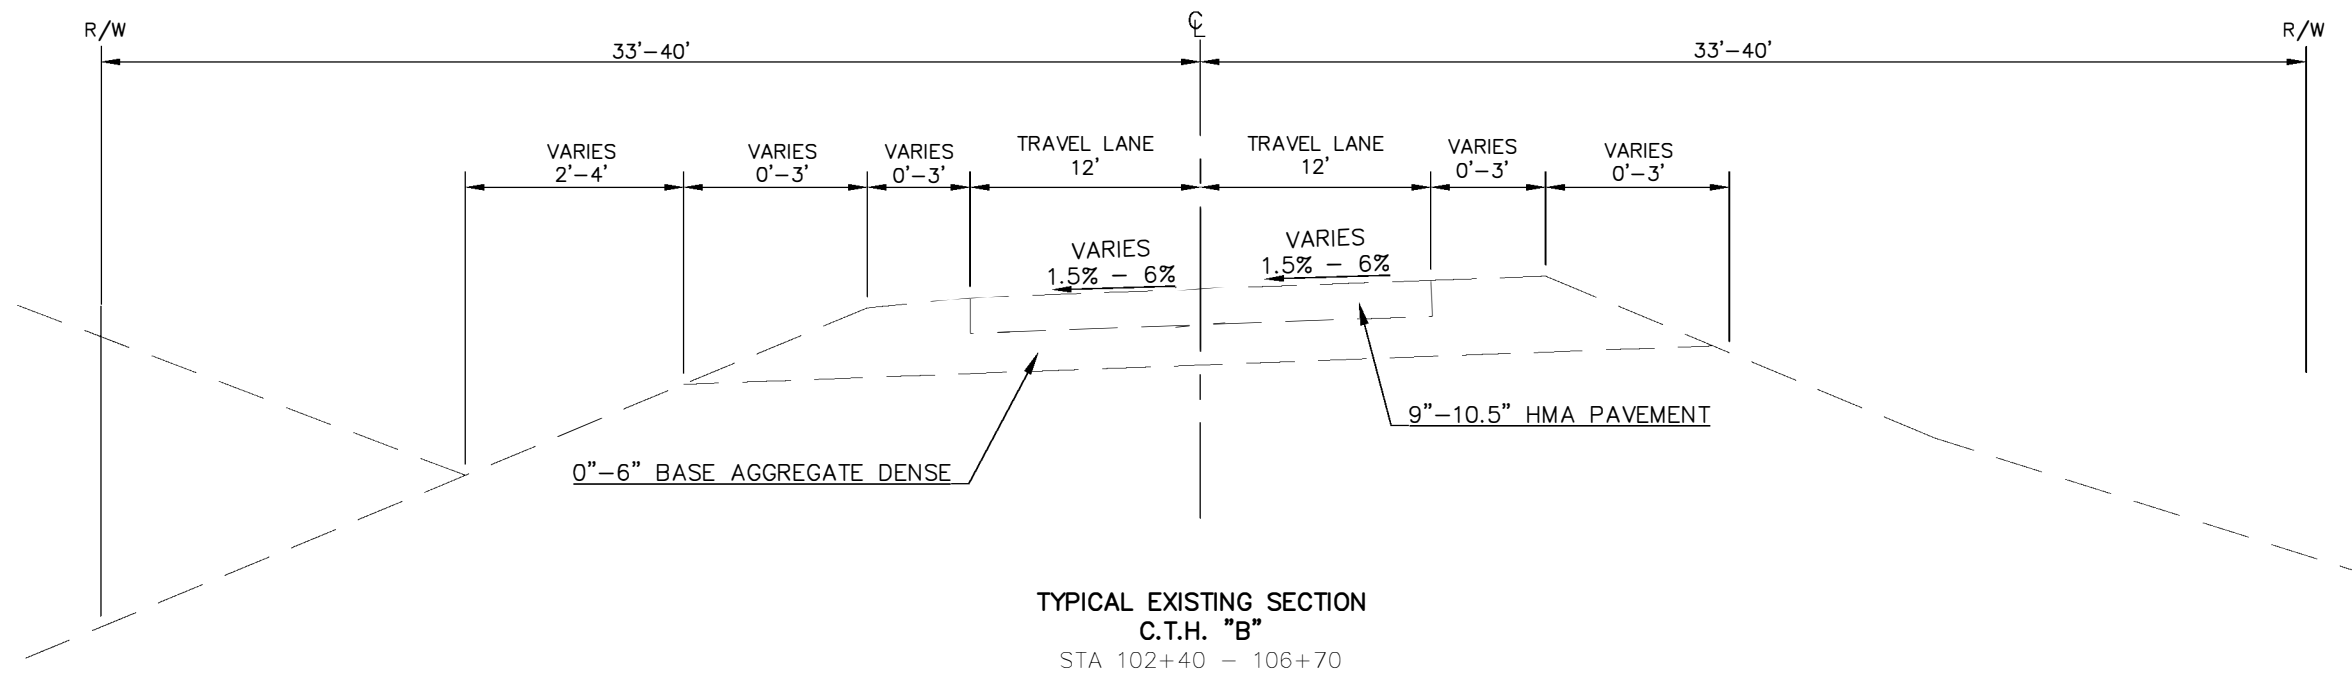 R/W
℄
R/W
33'-40'
33'-40'
VARIES
2'-4'
VARIES
0'-3'
VARIES
0'-3'
TRAVEL LANE
12'
TRAVEL LANE
12'
VARIES
0'-3'
VARIES
0'-3'
VARIES
1.5% - 6%
VARIES
1.5% - 6%
9"-10.5" HMA PAVEMENT
0"-6" BASE AGGREGATE DENSE
TYPICAL EXISTING SECTION
C.T.H. "B"
STA 102+40 - 106+70